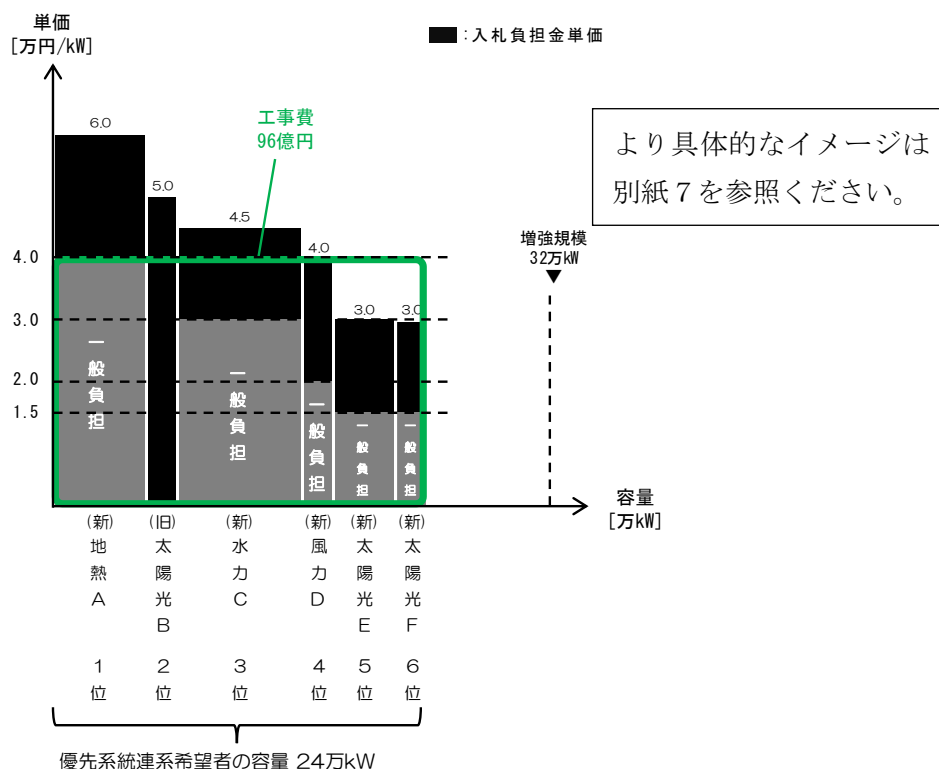 単価
[万円/kW]
■:入札負担金単価
工事費
96億円
より具体的なイメージは
別紙７を参照ください。
増強規模
32万kW
6.0
5.0
4.5
4.0
3.0
3.0
4.0
3.0
2.0
1.5
一般負担
一般負担
一般負担
一般負担
一般負担
容量
[万kW]
(新)地熱A
(旧)太陽光B
(新)水力C
(新)風力D
(新)太陽光E
(新)太陽光F
1位
2位
3位
4位
5位
6位
優先系統連系希望者の容量 24万kW